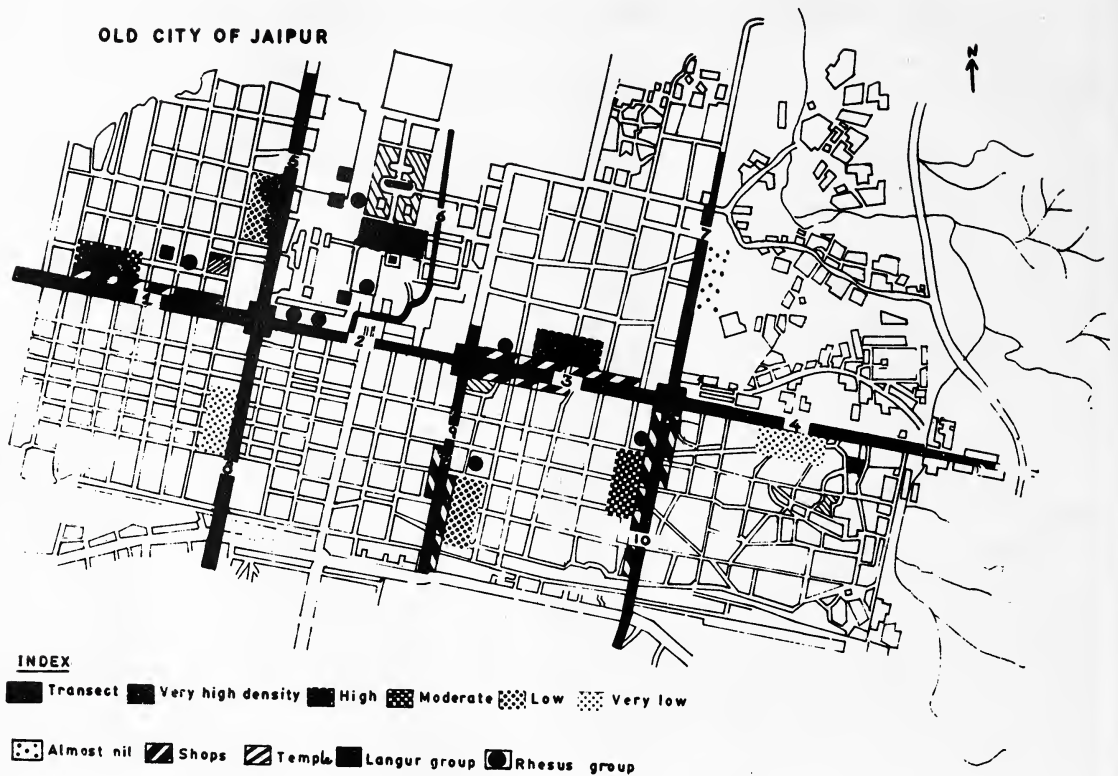 OLD CITY OF JAIPUR
N
5
6
7
1
2
3
4
9
8
10
INDEX
Transect Very high density High Moderate Low Very low
Almost nil Shops Temple Langur group Rhesus group